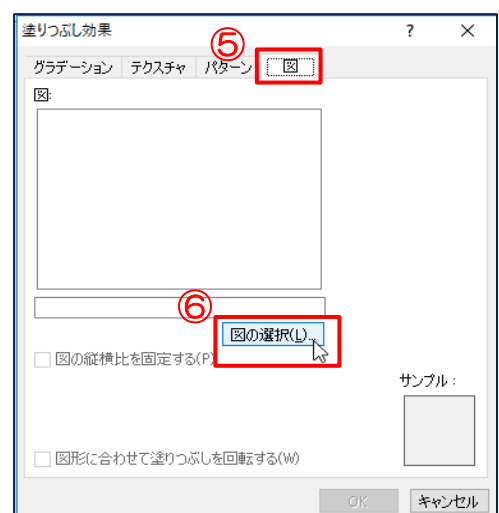 塗りつぶし効果 ? ×
⑤
グラデーション テクスチャ パターン 図
図:
⑥
図の選択(L)...
図の縦横比を固定する(P)
サンプル:
図形に合わせて塗りつぶしを回転する(W)
OK キャンセル